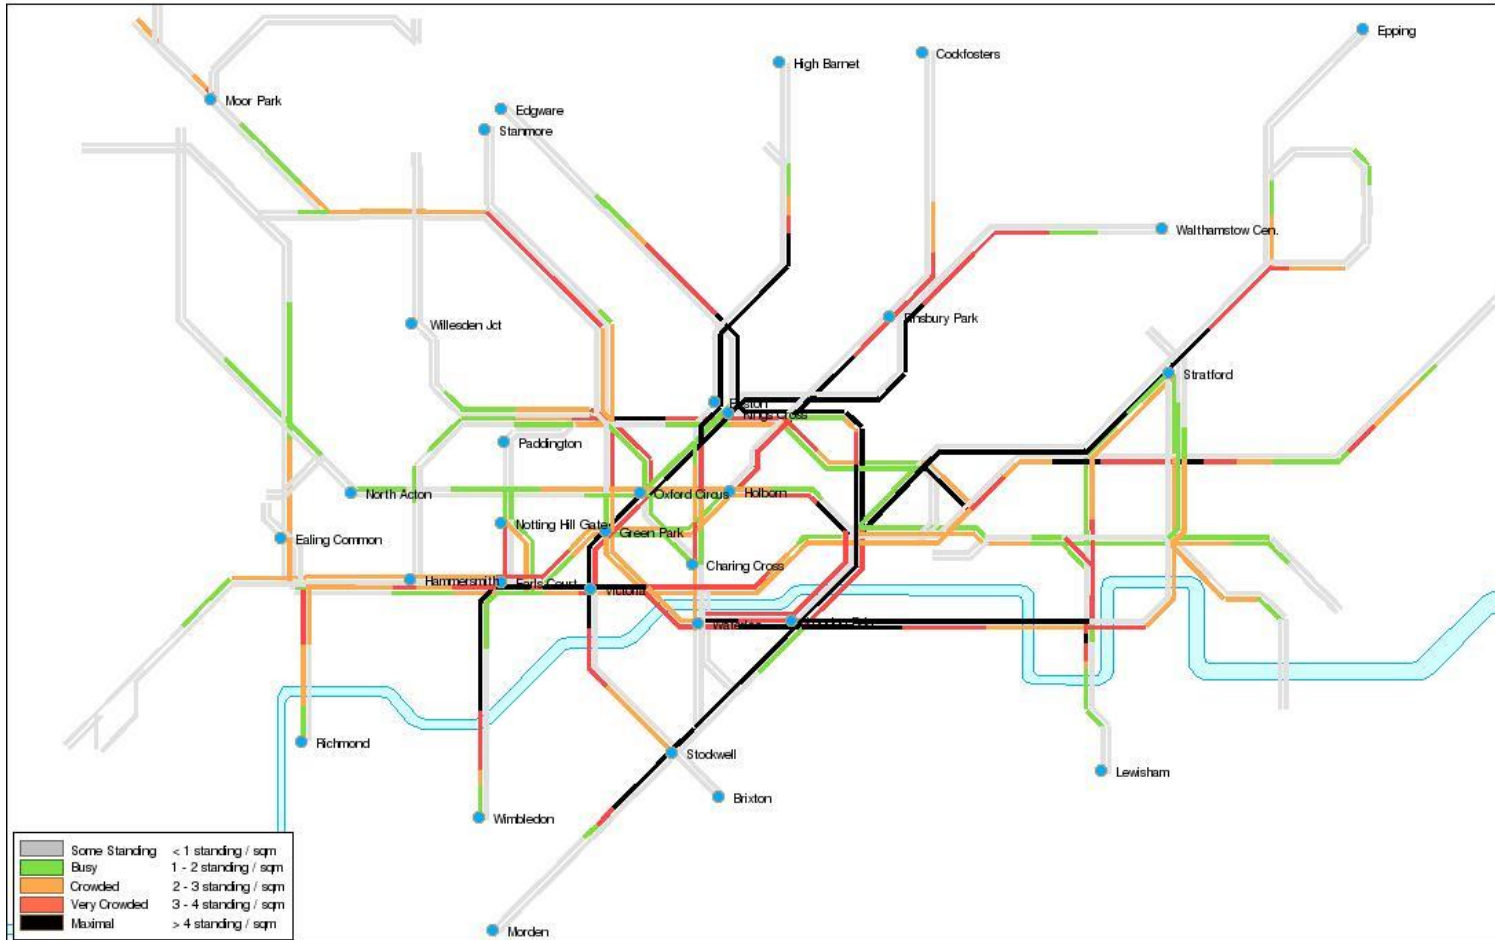 Epping
Cockfosters
High Barnet
Moor Park
Edgware
Stanmore
Walthamstow Cen.
Willesden Jct
Finsbury Park
Stratford
Euston
Kings Cross
Paddington
North Acton
Oxford Circus
Holborn
Notting Hill Gate
Green Park
Ealing Common
Charing Cross
Hammersmith
Earls Court
Victoria
Waterloo
Richmond
Stockwell
Lewisham
Brixton
Wimbledon
Morden
Some Standing < 1 standing / sqm
Busy 1 - 2 standing / sqm
Crowded 2 - 3 standing / sqm
Very Crowded 3 - 4 standing / sqm
Maximal > 4 standing / sqm